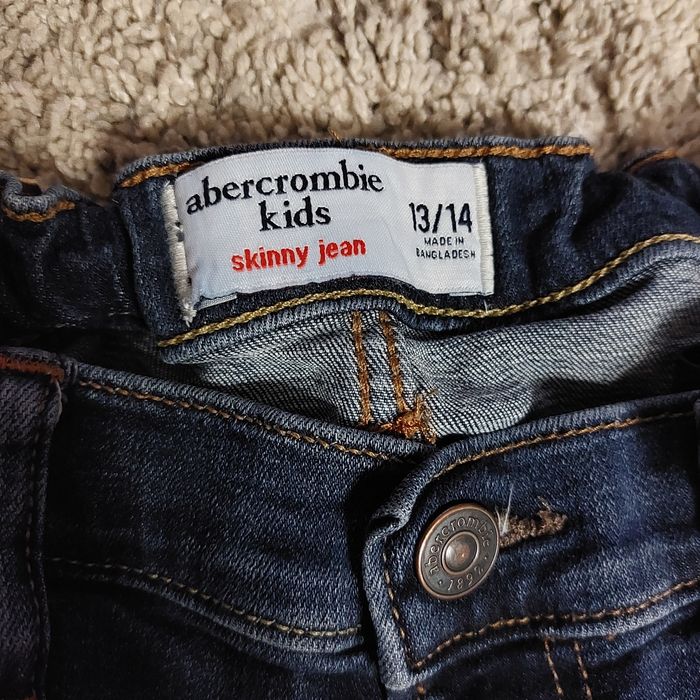 abercrombie
kids
skinny jean
13/14
MADE IN
BANGLADESH
abercrombie
1892